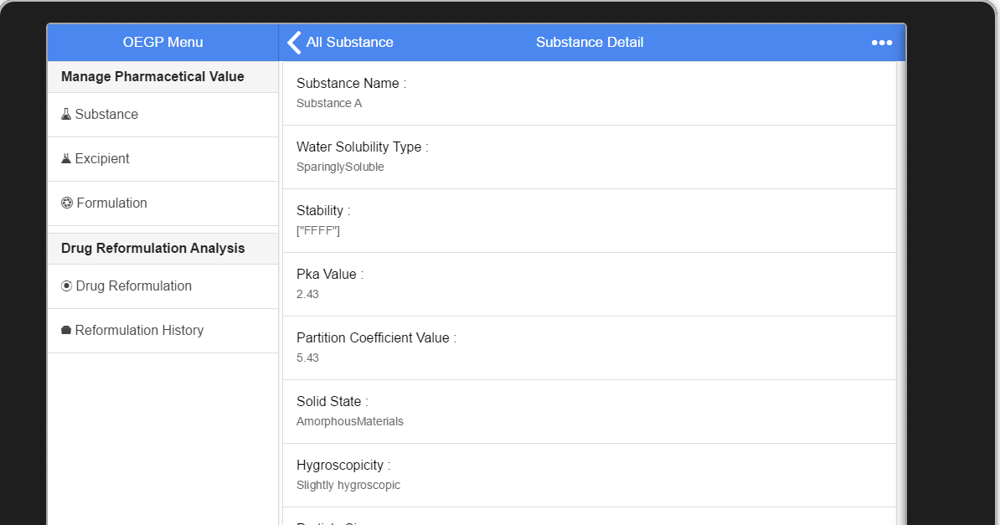 OEGP Menu
All Substance
Substance Detail
Manage Pharmacetical Value
Substance
Excipient
Formulation
Drug Reformulation Analysis
Drug Reformulation
Reformulation History
Substance Name :
Substance A
Water Solubility Type :
SparinglySoluble
Stability :
["FFFF"]
Pka Value :
2.43
Partition Coefficient Value :
5.43
Solid State :
AmorphousMaterials
Hygroscopicity :
Slightly hygroscopic